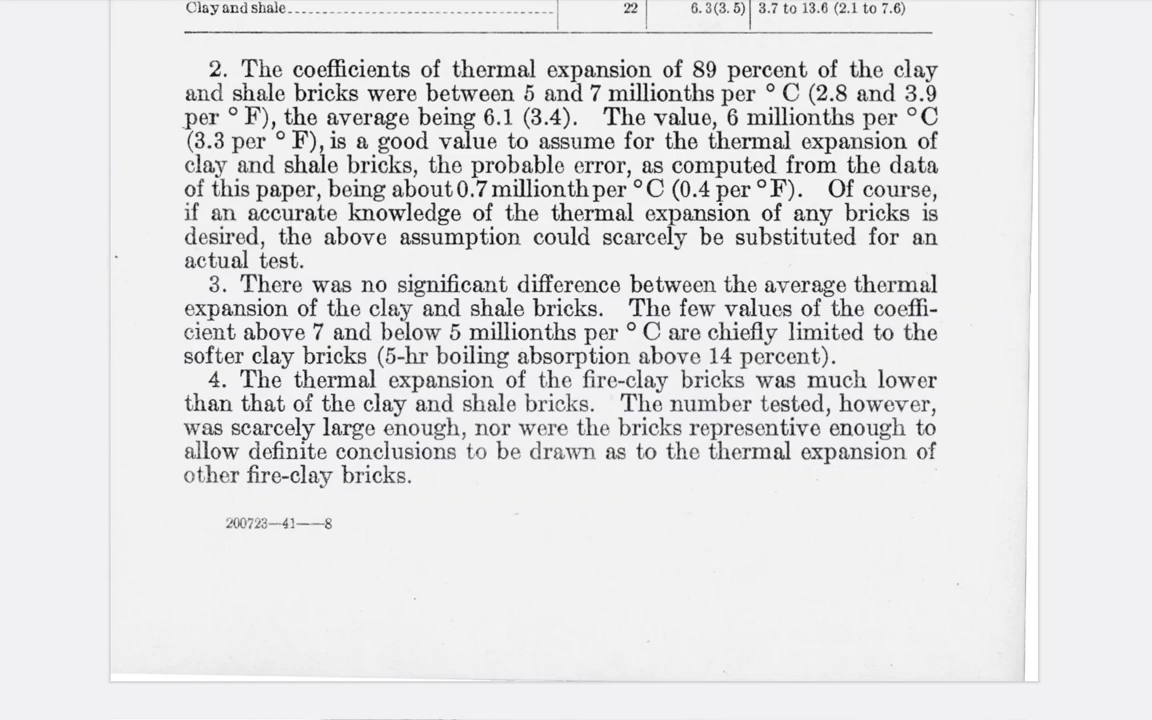 Clay and shale 22 6.3(3.5) 3.7 to 13.6 (2.1 to 7.6)
2. The coefficients of thermal expansion of 89 percent of the clay
and shale bricks were between 5 and 7 millionths per ° C (2.8 and 3.9
per ° F), the average being 6.1 (3.4). The value, 6 millionths per °C
(3.3 per ° F), is a good value to assume for the thermal expansion of
clay and shale bricks, the probable error, as computed from the data
of this paper, being about 0.7 millionth per °C (0.4 per °F). Of course,
if an accurate knowledge of the thermal expansion of any bricks is
desired, the above assumption could scarcely be substituted for an
actual test.
3. There was no significant difference between the average thermal
expansion of the clay and shale bricks. The few values of the coeffi-
cient above 7 and below 5 millionths per ° C are chiefly limited to the
softer clay bricks (5-hr boiling absorption above 14 percent).
4. The thermal expansion of the fire-clay bricks was much lower
than that of the clay and shale bricks. The number tested, however,
was scarcely large enough, nor were the bricks representive enough to
allow definite conclusions to be drawn as to the thermal expansion of
other fire-clay bricks.
200723—41——8